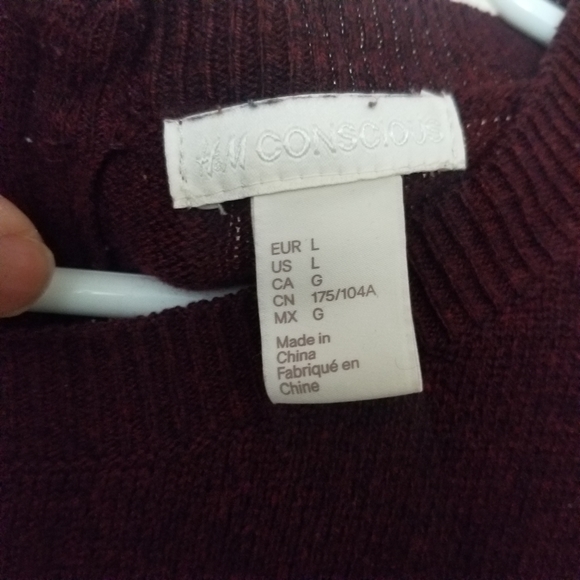 H&M CONSCIOUS
EUR L
US L
CA G
CN 175/104A
MX G
Made in
China
Fabriqué en
Chine